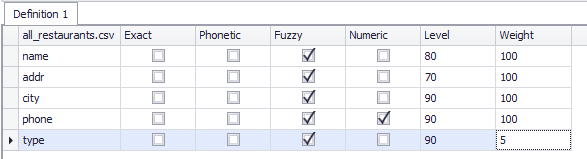 Definition 1
all_restaurants.csv Exact Phonetic Fuzzy Numeric Level Weight
name 80 100
addr 70 100
city 90 100
phone 90 100
type 90 5